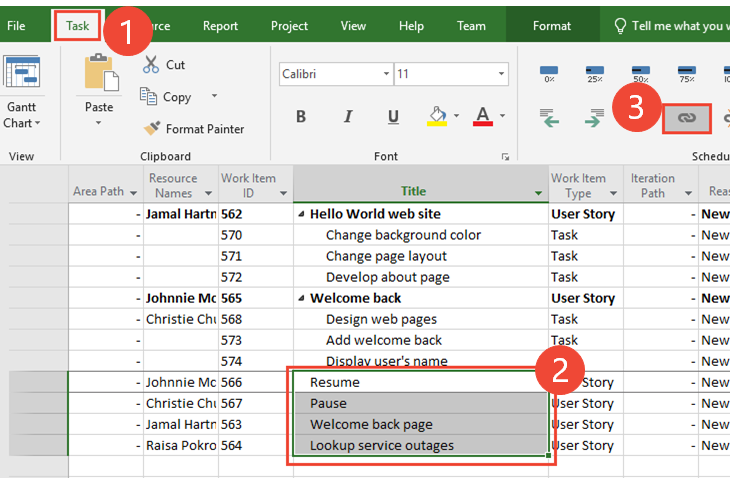 File Task 1 Resource Report Project View Help Team Format Tell me what you w
Gantt
Chart
View
Paste
Cut
Copy
Format Painter
Clipboard
Calibri 11
B I U A
Font
0% 25% 50% 75%
3
Schedu
Area Path Resource Names Work Item ID Title Work Item Type Iteration Path Reas
- Jamal Hartn 562 Hello World web site User Story - New
- 570 Change background color Task - New
- 571 Change page layout Task - New
- 572 Develop about page Task - New
- Johnnie Mc 565 Welcome back User Story - New
- Christie Chu 568 Design web pages Task - New
- 573 Add welcome back Task - New
- 574 Display user's name Task - New
2
- Johnnie Mc 566 Resume Story - New
- Christie Chu 567 Pause User Story - New
- Jamal Hartn 563 Welcome back page User Story - New
- Raisa Pokro 564 Lookup service outages User Story - New